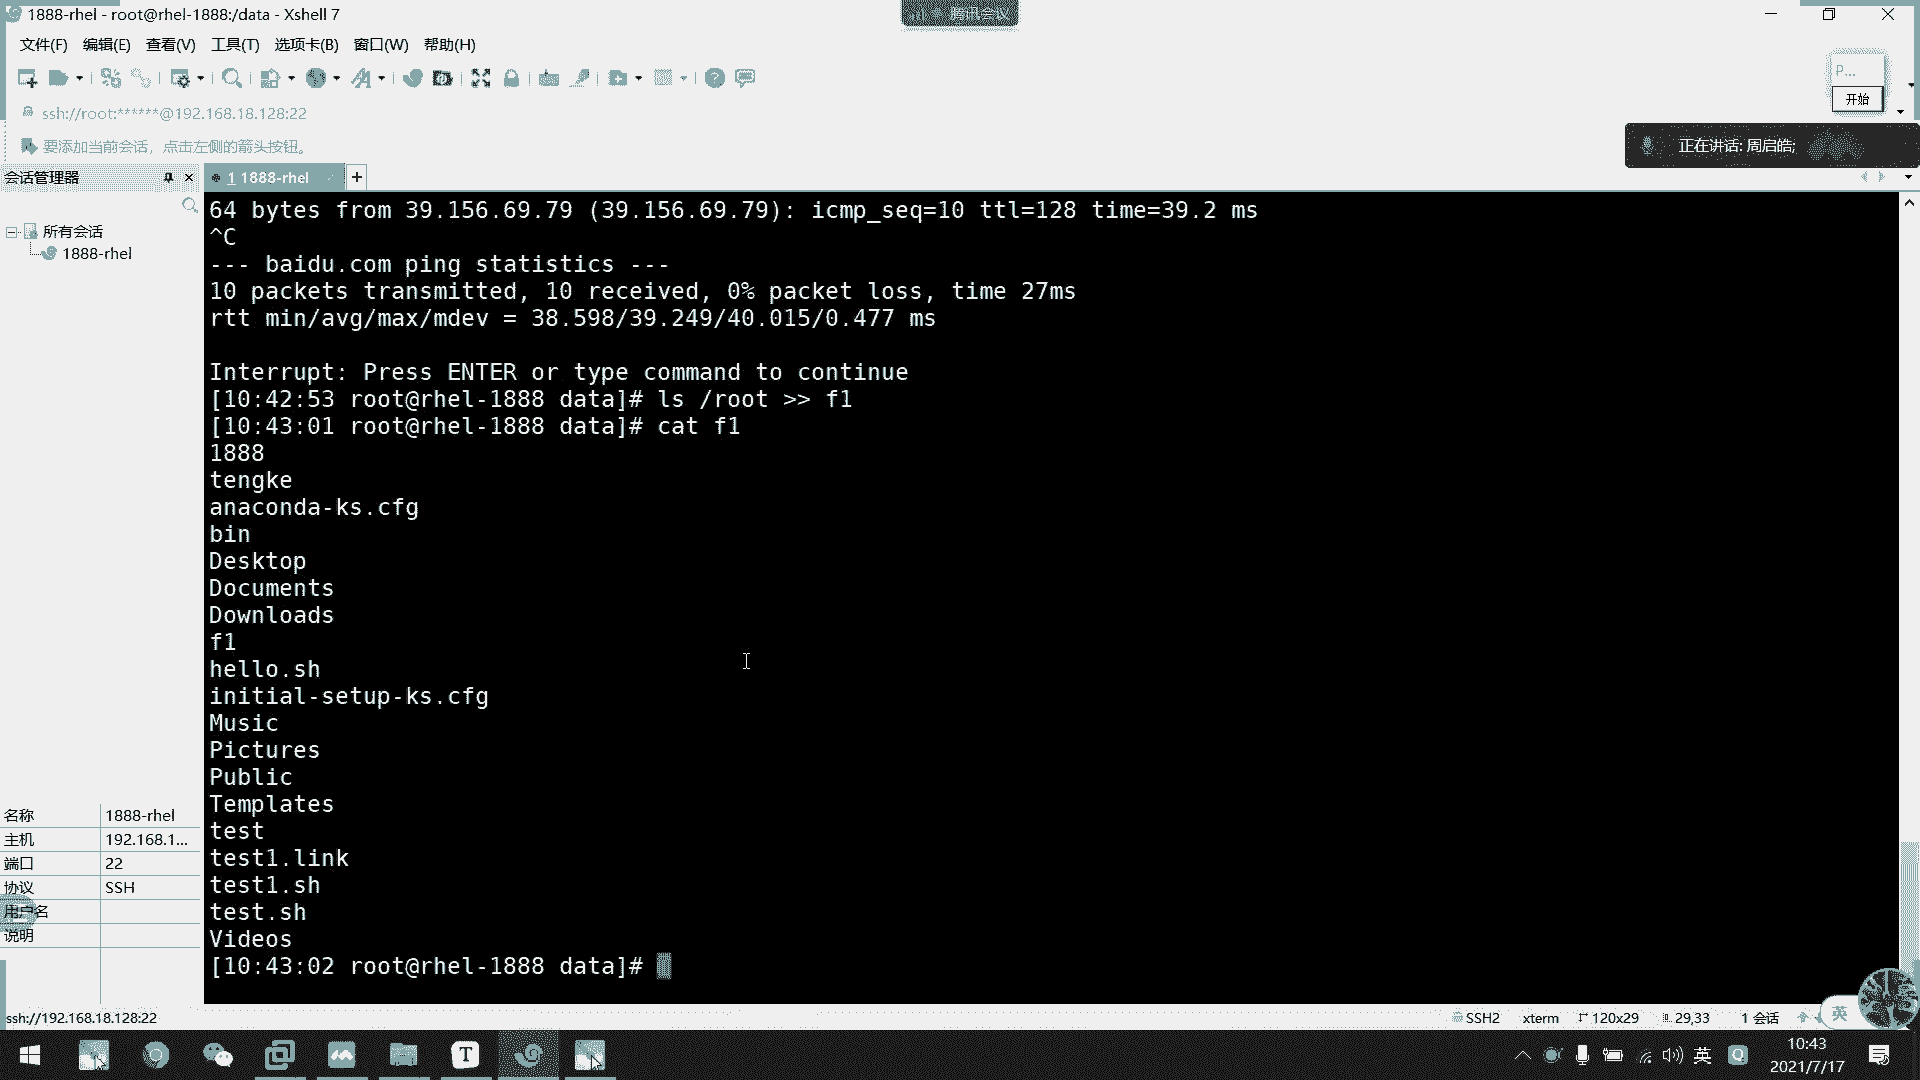 1888-rhel - root@rhel-1888:/data - Xshell 7
腾讯会议
文件(F) 编辑(E) 查看(V) 工具(T) 选项卡(B) 窗口(W) 帮助(H)
P...
开始
ssh://root:******@192.168.18.128:22
要添加当前会话，点击左侧的箭头按钮。
正在讲话: 周启皓;
会话管理器
1 1888-rhel
+
所有会话
1888-rhel
64 bytes from 39.156.69.79 (39.156.69.79): icmp_seq=10 ttl=128 time=39.2 ms
^C
--- baidu.com ping statistics ---
10 packets transmitted, 10 received, 0% packet loss, time 27ms
rtt min/avg/max/mdev = 38.598/39.249/40.015/0.477 ms
Interrupt: Press ENTER or type command to continue
[10:42:53 root@rhel-1888 data]# ls /root >> f1
[10:43:01 root@rhel-1888 data]# cat f1
1888
tengke
anaconda-ks.cfg
bin
Desktop
Documents
Downloads
f1
hello.sh
initial-setup-ks.cfg
Music
Pictures
Public
Templates
test
test1.link
test1.sh
test.sh
Videos
[10:43:02 root@rhel-1888 data]#
名称 1888-rhel
主机 192.168.1...
端口 22
协议 SSH
用户名
说明
ssh://192.168.18.128:22
SSH2 xterm 120x29 29,33 1 会话
英
T
英
10:43
2021/7/17